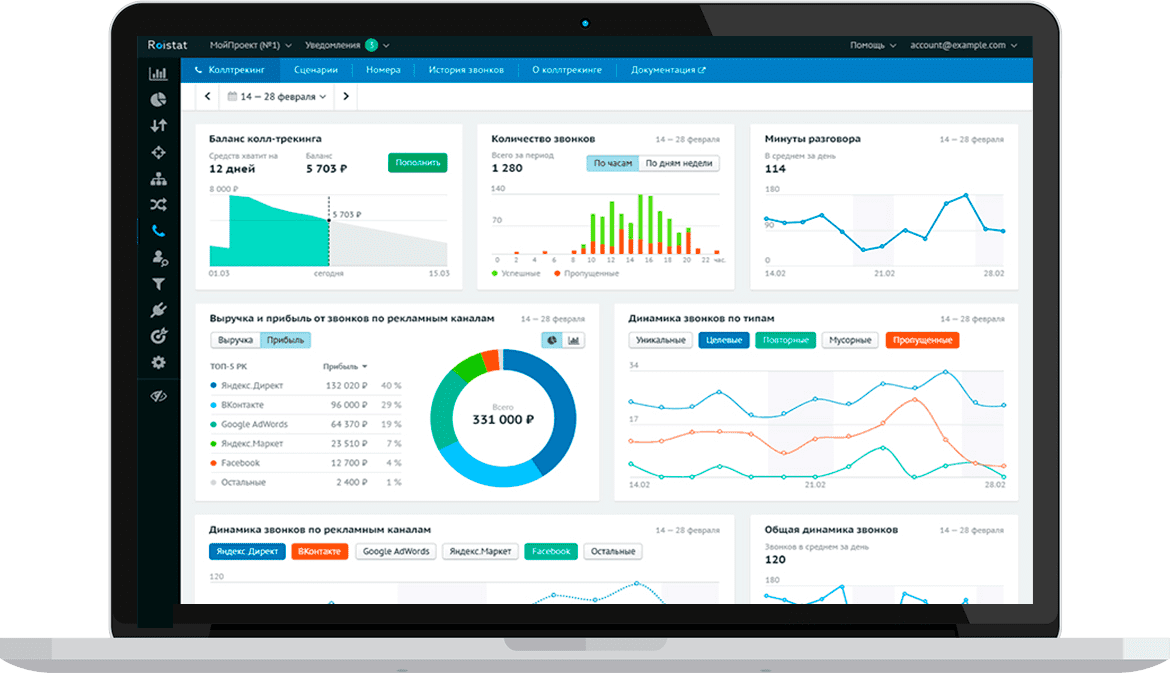 Roistat МойПроект (№1) Уведомления 3 Помощь account@example.com
Коллтрекинг Сценарии Номера История звонков О коллтрекинге Документация
14 — 28 февраля
Баланс колл-трекинга
Средств хватит на Баланс
12 дней 5 703 ₽ Пополнить
8 000 ₽
5 703 ₽
01.03 сегодня 15.03
Количество звонков 14 — 28 февраля
Всего за период
1 280 По часам По дням недели
140
70
0 2 4 6 8 10 12 14 16 18 20 22 час.
Успешные Пропущенные
Минуты разговора 14 — 28 февраля
В среднем за день
114
180
90
0
14.02 21.02 28.02
Выручка и прибыль от звонков по рекламным каналам 14 — 28 февраля
Выручка Прибыль
ТОП-5 РК Прибыль
Яндекс.Директ 132 020 ₽ 40 %
ВКонтакте 96 000 ₽ 29 %
Google AdWords 64 370 ₽ 19 %
Яндекс.Маркет 23 510 ₽ 7 %
Facebook 12 700 ₽ 4 %
Остальные 2 400 ₽ 1 %
Всего
331 000 ₽
Динамика звонков по типам 14 — 28 февраля
Уникальные Целевые Повторные Мусорные Пропущенные
34
17
14.02 21.02 28.02
Динамика звонков по рекламным каналам 14 — 28 февраля
Яндекс.Директ ВКонтакте Google AdWords Яндекс.Маркет Facebook Остальные
120
Общая динамика звонков 14 — 28 февраля
Звонков в среднем за день
120
180